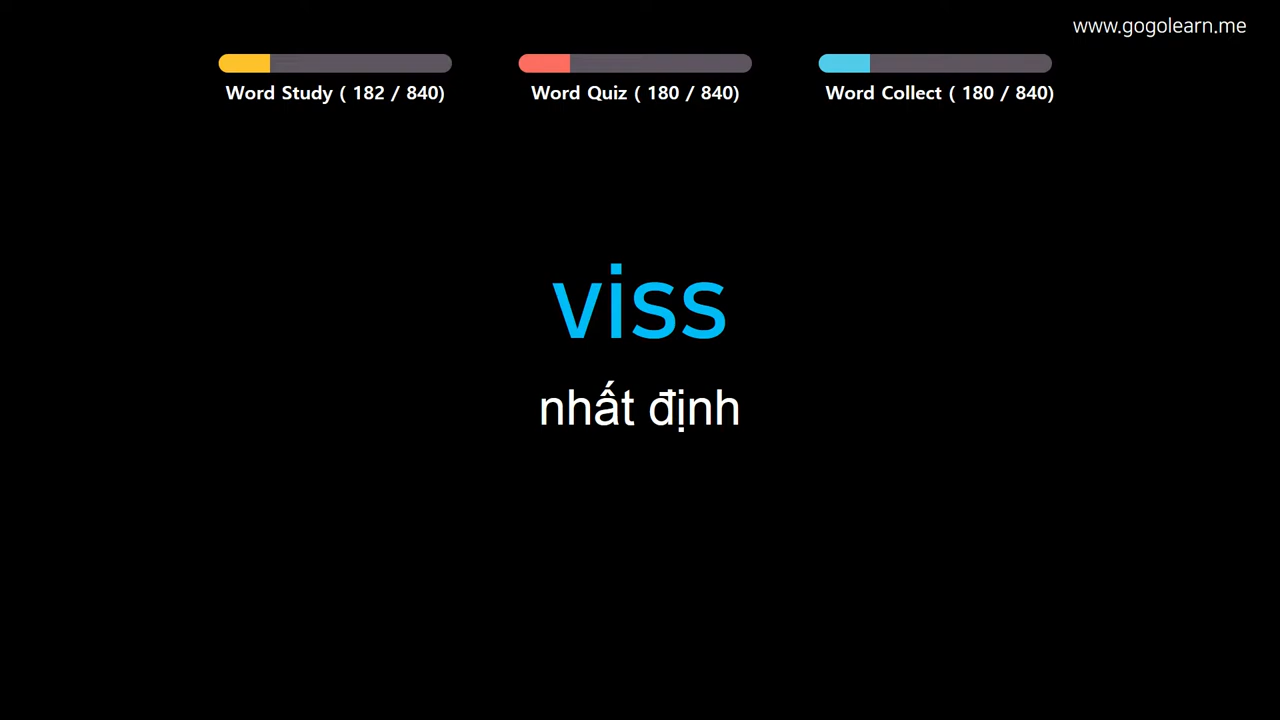 www.gogolearn.me
Word Study ( 182 / 840)
Word Quiz ( 180 / 840)
Word Collect ( 180 / 840)
viss
nhất định